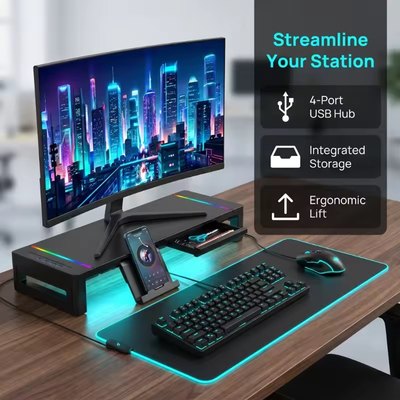 Streamline
Your Station
4-Port
USB Hub
Integrated
Storage
Ergonomic
Lift